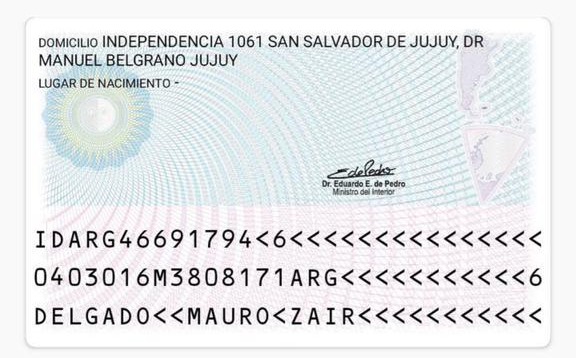 DOMICILIO INDEPENDENCIA 1061 SAN SALVADOR DE JUJUY, DR
MANUEL BELGRANO JUJUY
LUGAR DE NACIMIENTO -
Dr. Eduardo E. de Pedro
Ministro del Interior
IDARG46691794<6<<<<<<<<<<<<<<<
0403016M3808171ARG<<<<<<<<<<<6
DELGADO<<MAURO<ZAIR<<<<<<<<<<<